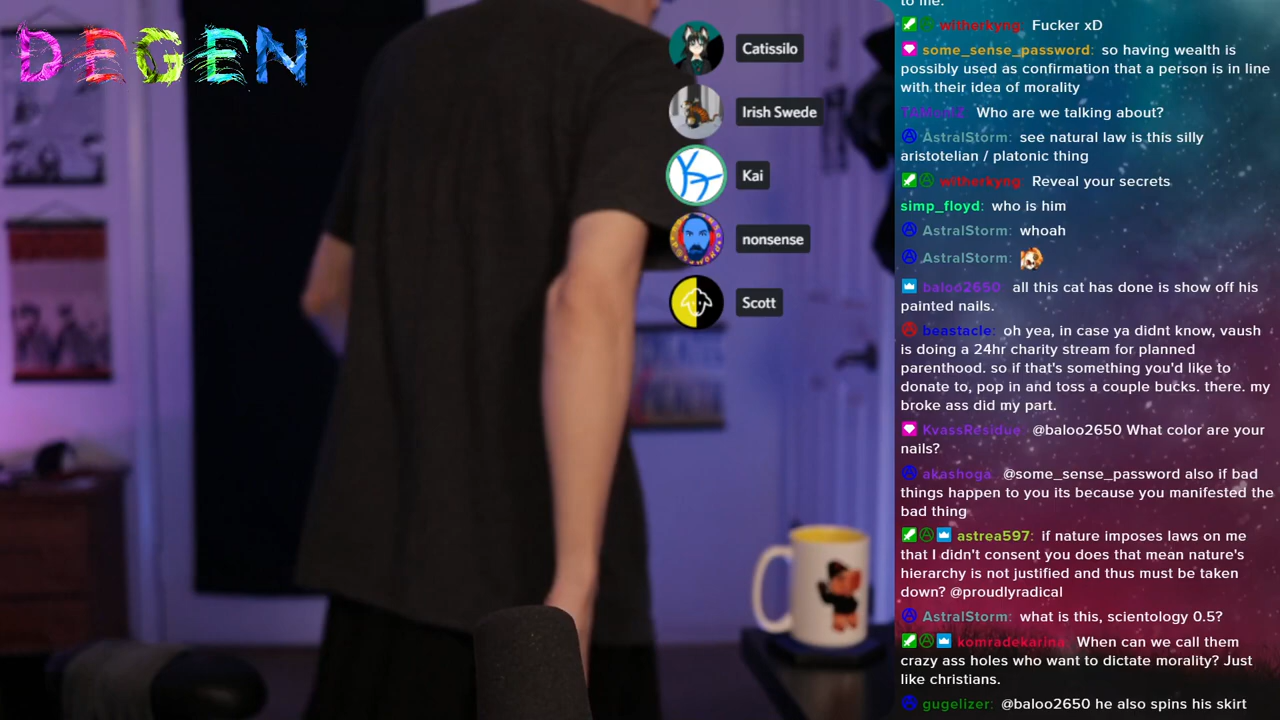 DEGEN
Catissilo
Irish Swede
Kai
nonsense
Scott
to me.
witherkyng: Fucker xD
some_sense_password: so having wealth is
possibly used as confirmation that a person is in line
with their idea of morality
Who are we talking about?
AstralStorm: see natural law is this silly
aristotelian / platonic thing
witherkyng: Reveal your secrets
simp_floyd: who is him
AstralStorm: whoah
AstralStorm:
baloo2650 all this cat has done is show off his
painted nails.
beastacle: oh yea, in case ya didnt know, vaush
is doing a 24hr charity stream for planned
parenthood. so if that's something you'd like to
donate to, pop in and toss a couple bucks. there. my
broke ass did my part.
KvassResidue @baloo2650 What color are your
nails?
akashoga @some_sense_password also if bad
things happen to you its because you manifested the
bad thing
astrea597: if nature imposes laws on me
that I didn't consent you does that mean nature's
hierarchy is not justified and thus must be taken
down? @proudlyradical
AstralStorm: what is this, scientology 0.5?
komradekarina: When can we call them
crazy ass holes who want to dictate morality? Just
like christians.
gugelizer: @baloo2650 he also spins his skirt